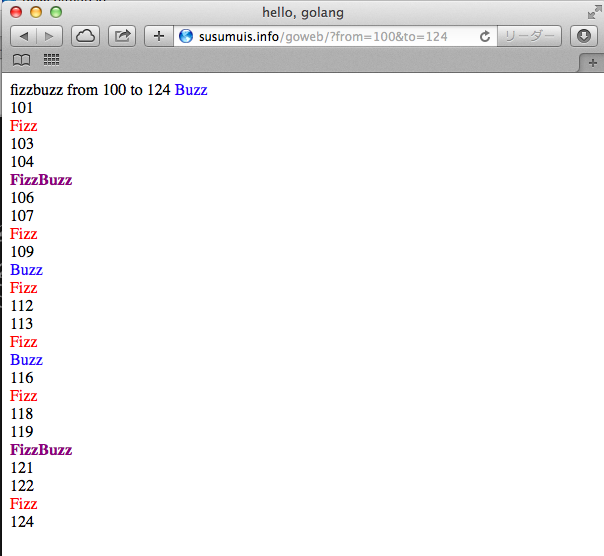 hello, golang
susumuis.info/goweb/?from=100&to=124
リーダー
fizzbuzz from 100 to 124 Buzz
101
Fizz
103
104
FizzBuzz
106
107
Fizz
109
Buzz
Fizz
112
113
Fizz
Buzz
116
Fizz
118
119
FizzBuzz
121
122
Fizz
124